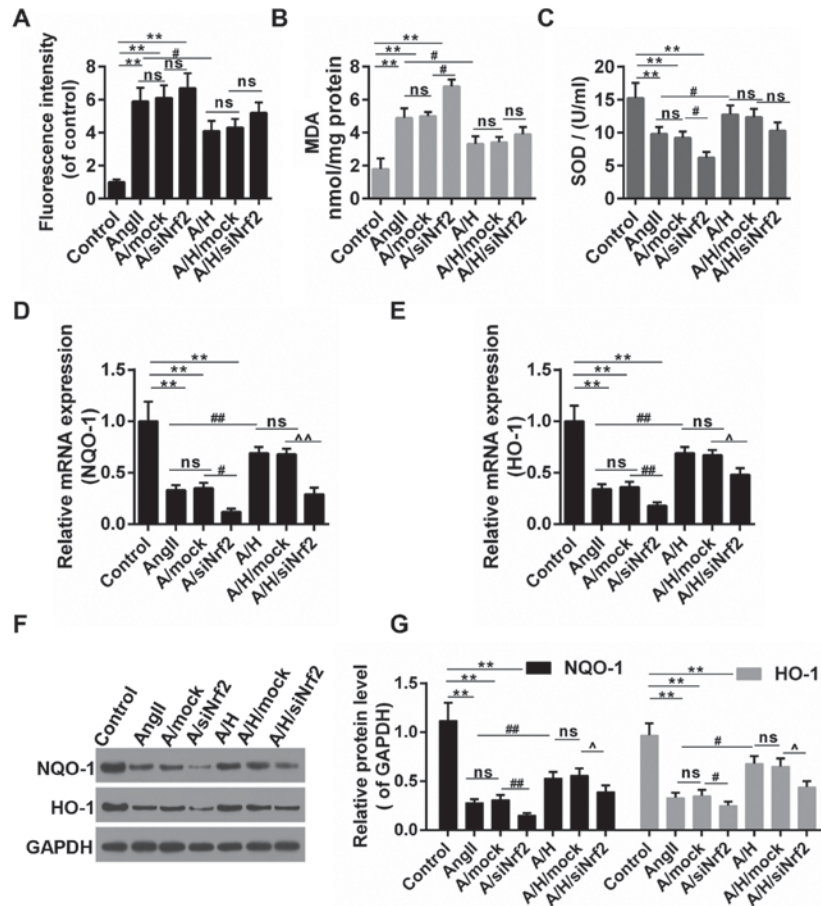 A
**
**
#
**
ns
ns
ns
ns
Fluorescence intensity
(of control)
8
6
4
2
0
Control
AngII
A/mock
A/siNrf2
A/H
A/H/mock
A/H/siNrf2
B
**
**
#
**
#
ns
ns
ns
MDA
nmol/mg protein
8
6
4
2
0
Control
AngII
A/mock
A/siNrf2
A/H
A/H/mock
A/H/siNrf2
C
**
**
**
#
ns
#
ns
ns
SOD / (U/ml)
20
15
10
5
0
Control
AngII
A/mock
A/siNrf2
A/H
A/H/mock
A/H/siNrf2
D
**
**
**
##
ns
^^
ns
#
Relative mRNA expression
(NQO-1)
1.5
1.0
0.5
0.0
Control
AngII
A/mock
A/siNrf2
A/H
A/H/mock
A/H/siNrf2
E
**
**
**
##
ns
^
ns
##
Relative mRNA expression
(HO-1)
1.5
1.0
0.5
0.0
Control
AngII
A/mock
A/siNrf2
A/H
A/H/mock
A/H/siNrf2
F
Control
AngII
A/mock
A/siNrf2
A/H
A/H/mock
A/H/siNrf2
NQO-1
HO-1
GAPDH
G
NQO-1
HO-1
**
**
**
##
ns
^
ns
##
**
**
**
#
ns
^
ns
#
Relative protein level
( of GAPDH)
1.5
1.0
0.5
0.0
Control
AngII
A/mock
A/siNrf2
A/H
A/H/mock
A/H/siNrf2
Control
AngII
A/mock
A/siNrf2
A/H
A/H/mock
A/H/siNrf2